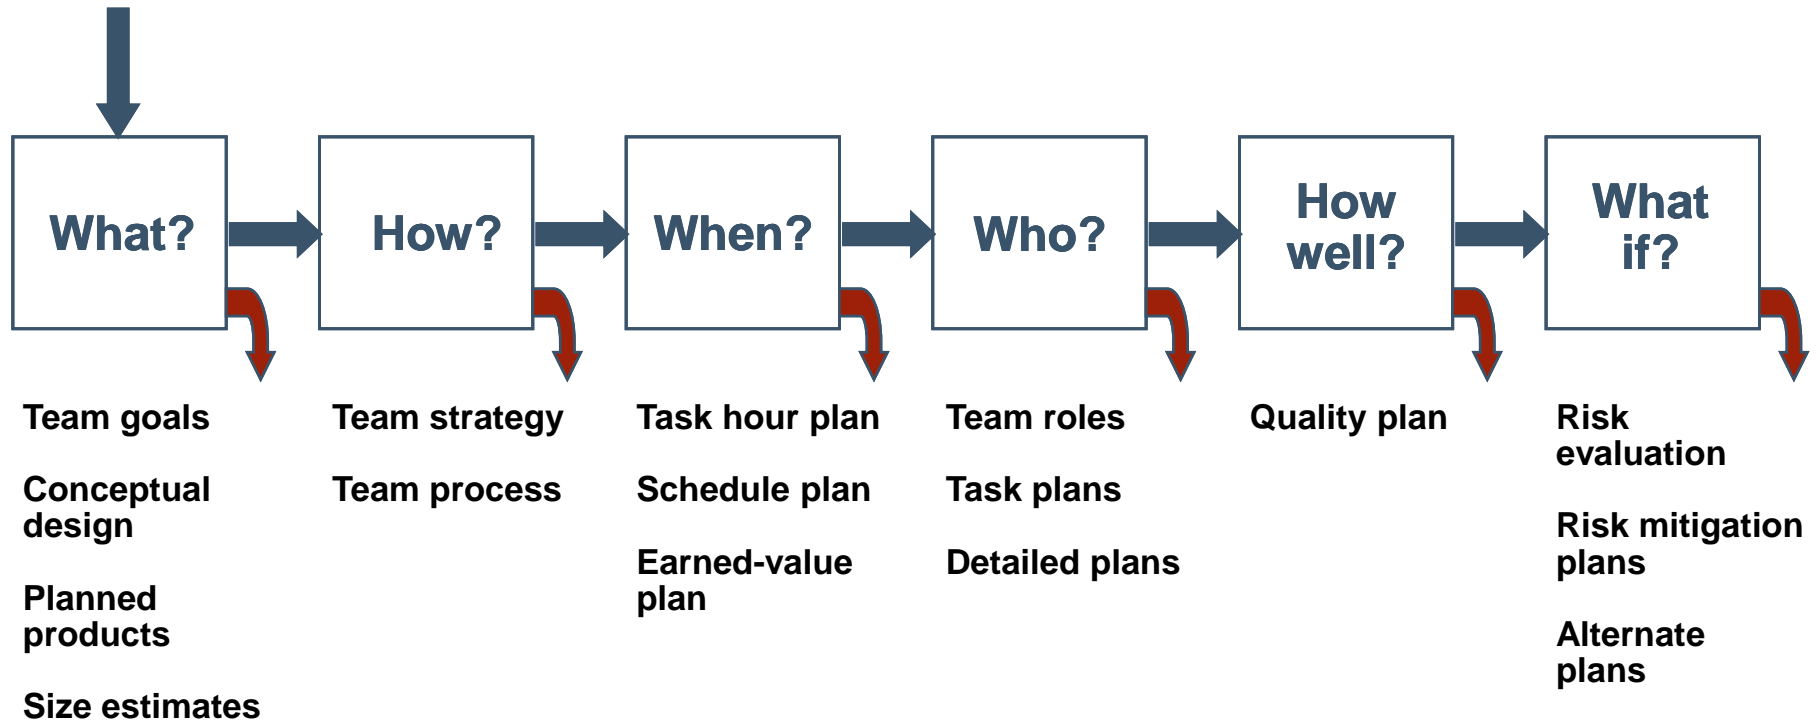 What?
How?
When?
Who?
How
well?
What
if?
Team goals
Conceptual
design
Planned
products
Size estimates
Team strategy
Team process
Task hour plan
Schedule plan
Earned-value
plan
Team roles
Task plans
Detailed plans
Quality plan
Risk
evaluation
Risk mitigation
plans
Alternate
plans